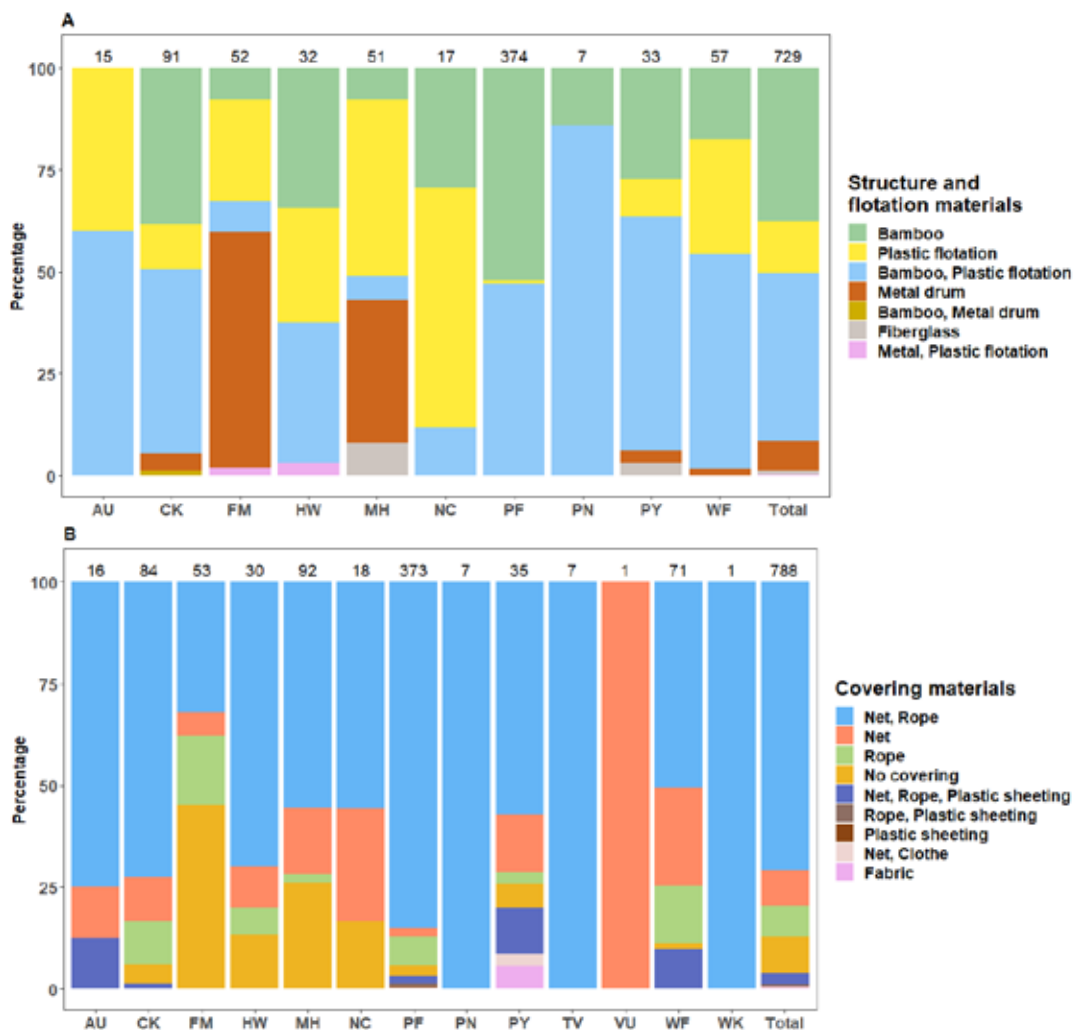 A
15 91 52 32 51 17 374 7 33 57 729
100
75
50
25
0
Percentage
AU CK FM HW MH NC PF PN PY WF Total
Structure and
flotation materials
Bamboo
Plastic flotation
Bamboo, Plastic flotation
Metal drum
Bamboo, Metal drum
Fiberglass
Metal, Plastic flotation
B
16 84 53 30 92 18 373 7 35 7 1 71 1 788
100
75
50
25
0
Percentage
AU CK FM HW MH NC PF PN PY TV VU WF WK Total
Covering materials
Net, Rope
Net
Rope
No covering
Net, Rope, Plastic sheeting
Rope, Plastic sheeting
Plastic sheeting
Net, Clothe
Fabric